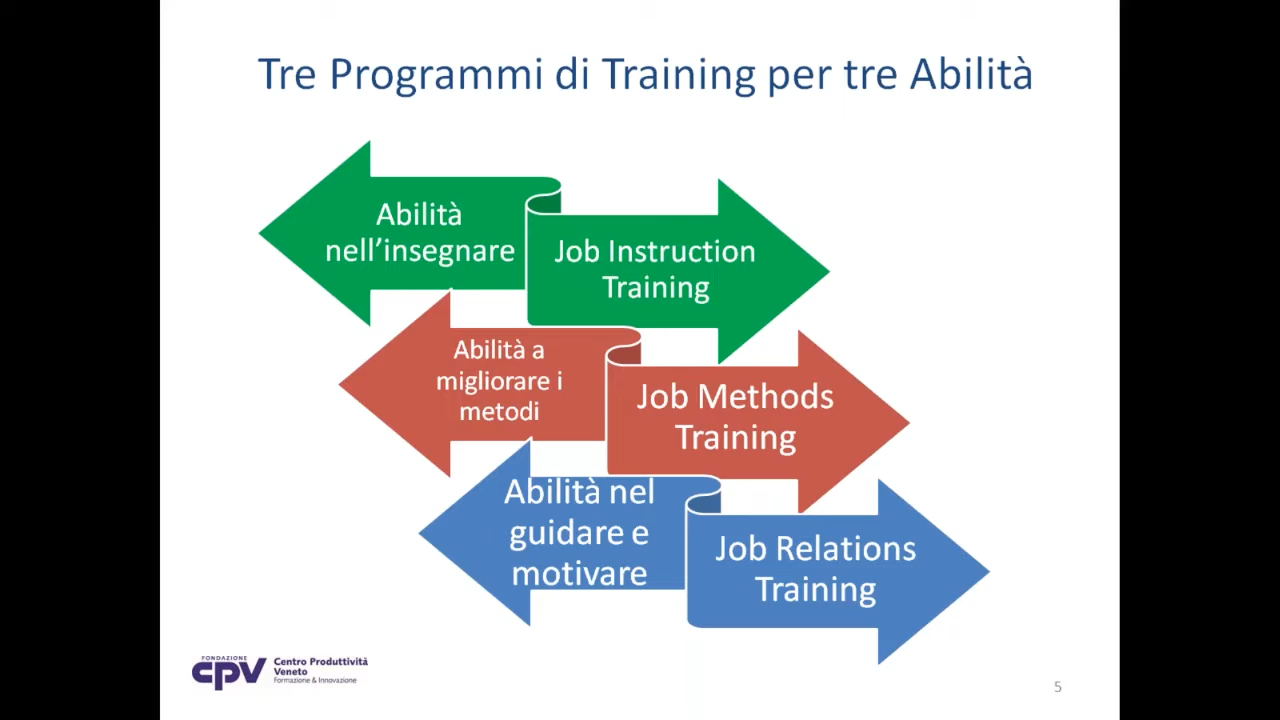 Tre Programmi di Training per tre Abilità
Abilità
nell’insegnare
Job Instruction
Training
Abilità a
migliorare i
metodi
Job Methods
Training
Abilità nel
guidare e
motivare
Job Relations
Training
FONDAZIONE
cpv
Centro Produttività
Veneto
Formazione & Innovazione
5